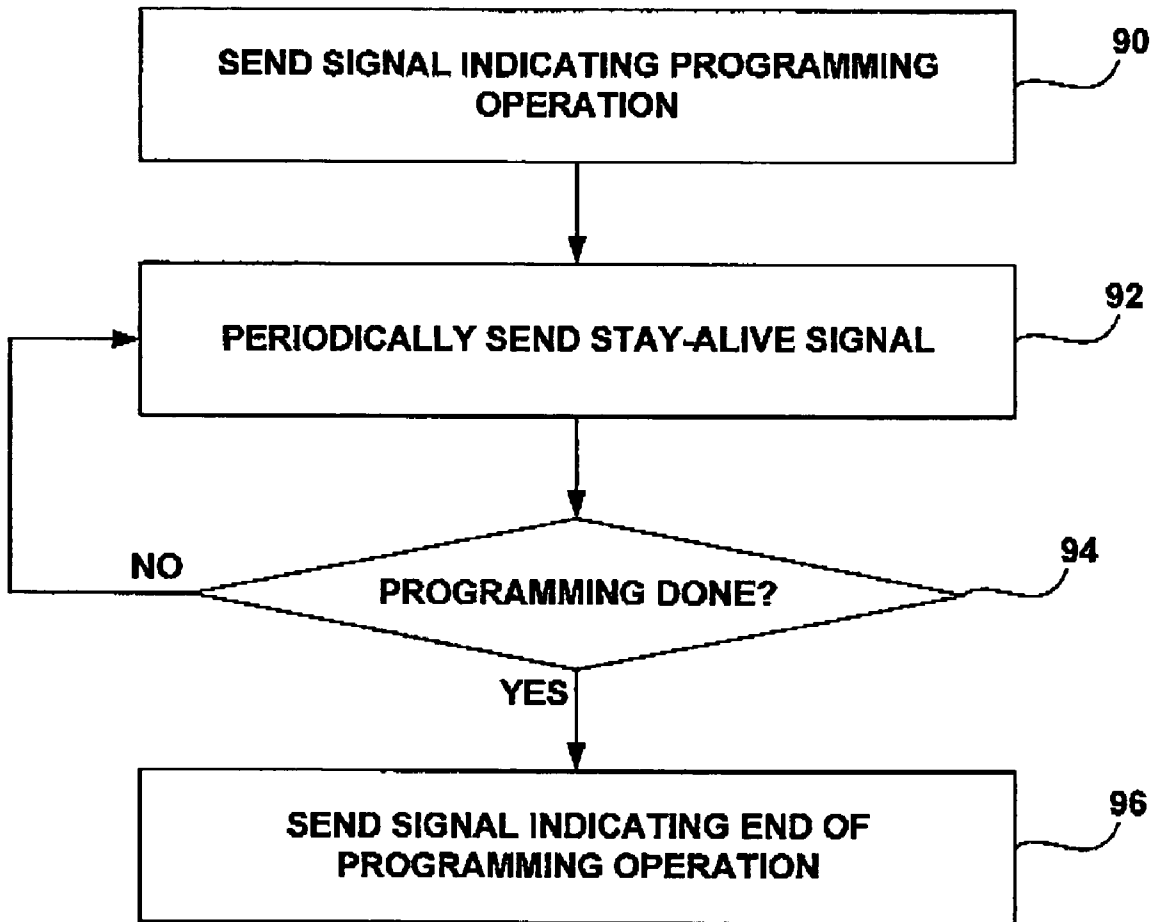 SEND SIGNAL INDICATING PROGRAMMING
OPERATION
90
PERIODICALLY SEND STAY-ALIVE SIGNAL
92
NO
PROGRAMMING DONE?
94
YES
SEND SIGNAL INDICATING END OF
PROGRAMMING OPERATION
96